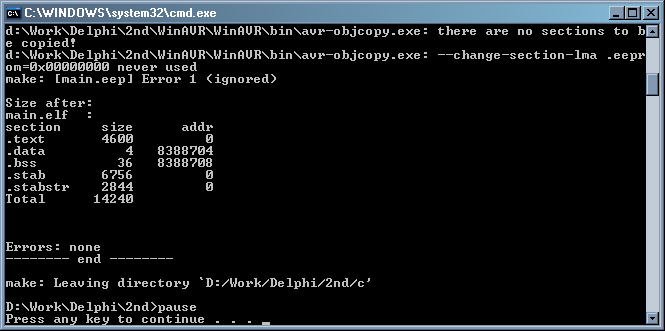 C:\WINDOWS\system32\cmd.exe
d:\Work\Delphi\2nd\WinAVR\WinAVR\bin\avr-objcopy.exe: there are no sections to b
e copied!
d:\Work\Delphi\2nd\WinAVR\WinAVR\bin\avr-objcopy.exe: --change-section-lma .eepr
om=0x00000000 never used
make: [main.eep] Error 1 (ignored)
Size after:
main.elf  :
section     size      addr
.text       4600         0
.data          4   8388704
.bss          36   8388708
.stab       6756         0
.stabstr    2844         0
Total      14240
Errors: none
-------- end --------
make: Leaving directory `D:/Work/Delphi/2nd/c'
D:\Work\Delphi\2nd>pause
Press any key to continue . . . _